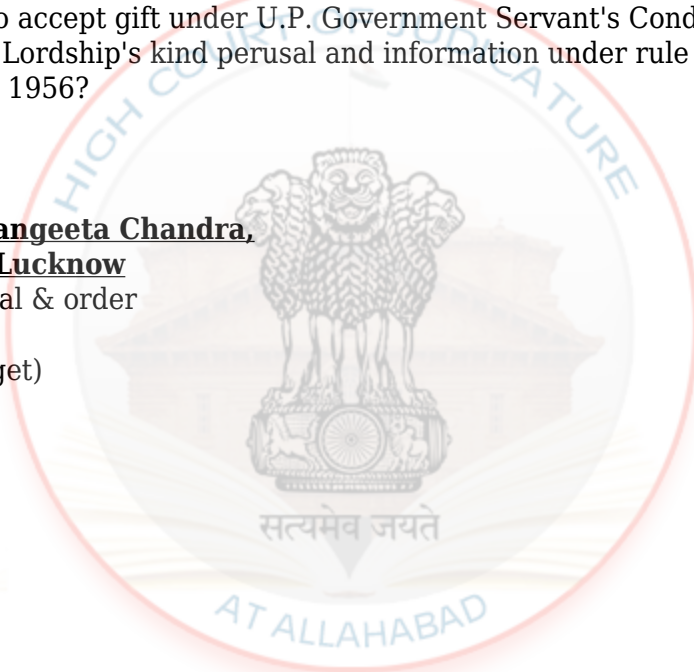 o accept gift under U.P. Government Servant's Cond
Lordship's kind perusal and information under rule
1956?
HIGH COURT OF JUDICATURE
angeeta Chandra,
Lucknow
al & order
get)
सत्यमेव जयते
AT ALLAHABAD